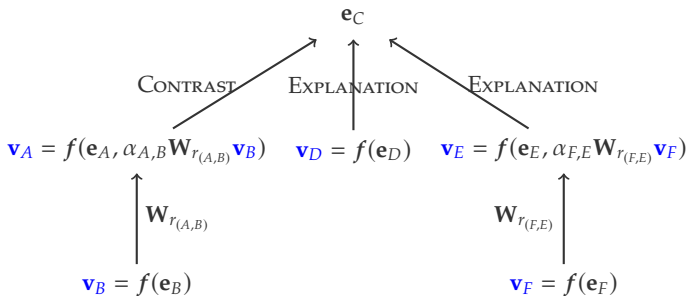 e_C
CONTRAST EXPLANATION EXPLANATION
v_A = f(e_A, α_{A,B}W_{r_{(A,B)}}v_B) v_D = f(e_D) v_E = f(e_E, α_{F,E}W_{r_{(F,E)}}v_F)
W_{r_{(A,B)}} W_{r_{(F,E)}}
v_B = f(e_B) v_F = f(e_F)